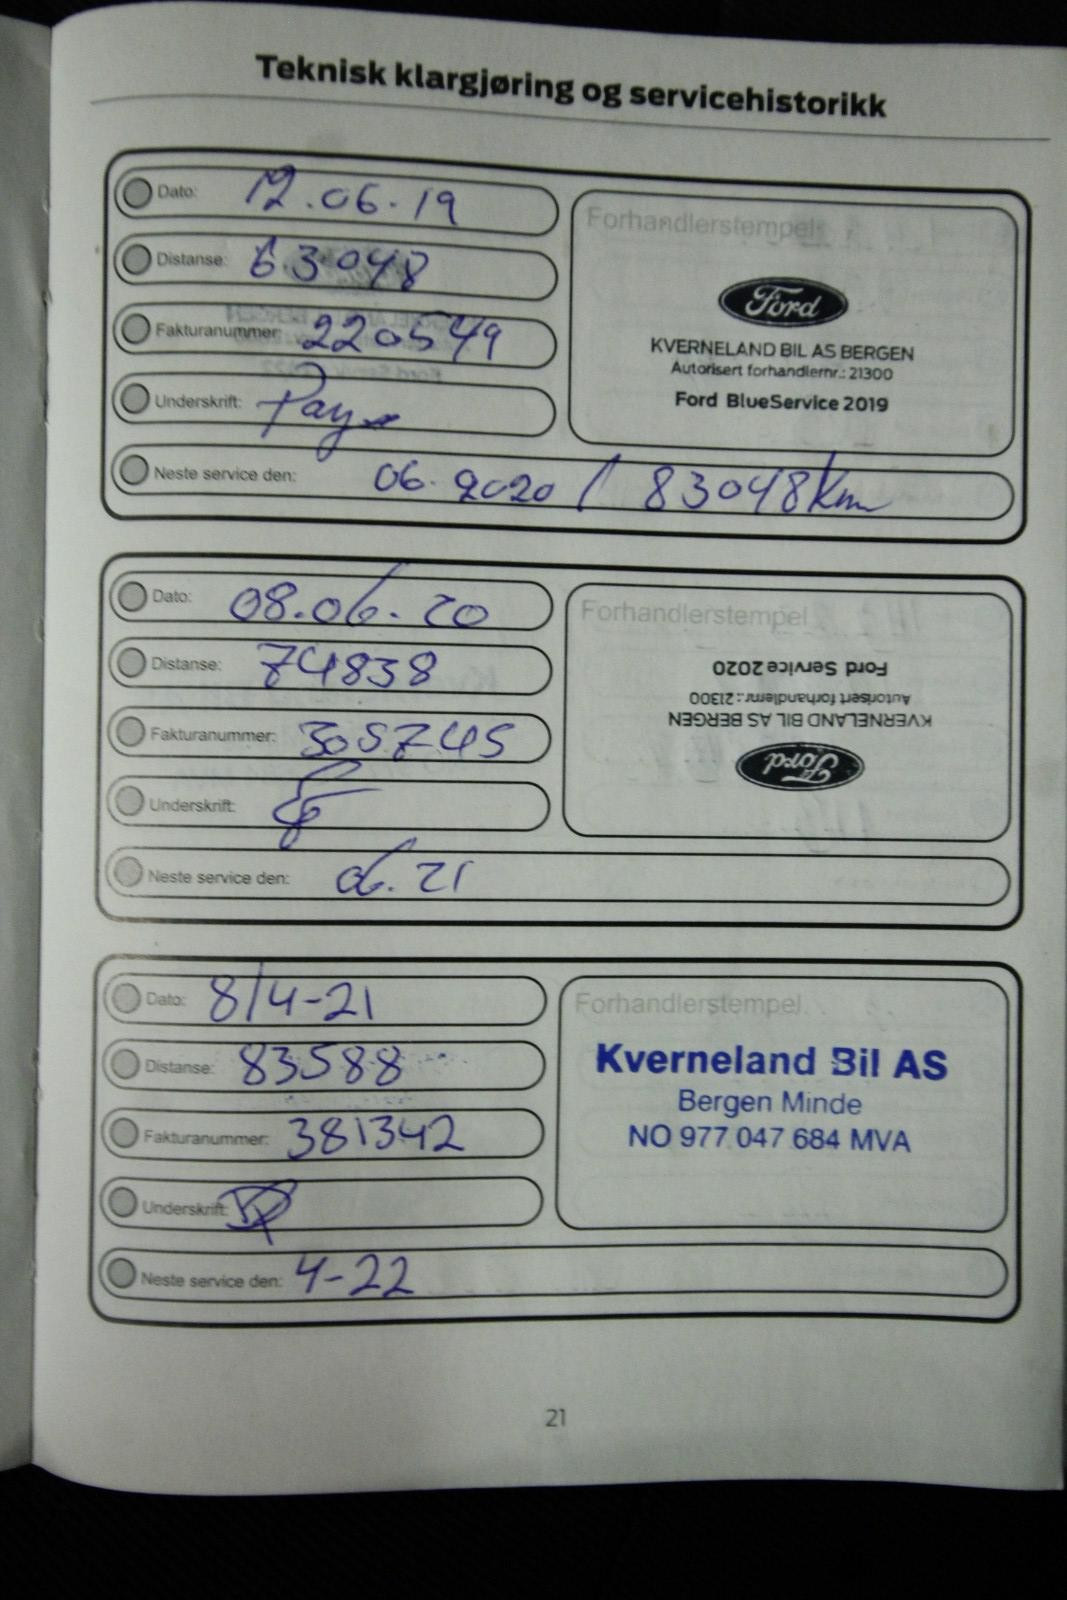 Teknisk klargjøring og servicehistorikk
Dato: 12.06.19
Distanse: 63048
Fakturanummer: 220549
Underskrift:
Neste service den: 06.2020 / 83048 Km
Forhandlerstempel
Ford
KVERNELAND BIL AS BERGEN
Autorisert forhandlernr.: 21300
Ford BlueService 2019
Dato: 08.06.20
Distanse: 74838
Fakturanummer: 305745
Underskrift:
Neste service den: 06.21
Forhandlerstempel
Ford
KVERNELAND BIL AS BERGEN
Autorisert forhandlernr.: 21300
Ford Service 2020
Dato: 8/4-21
Distanse: 83588
Fakturanummer: 381342
Underskrift:
Neste service den: 4-22
Forhandlerstempel
Kverneland Bil AS
Bergen Minde
NO 977 047 684 MVA
21